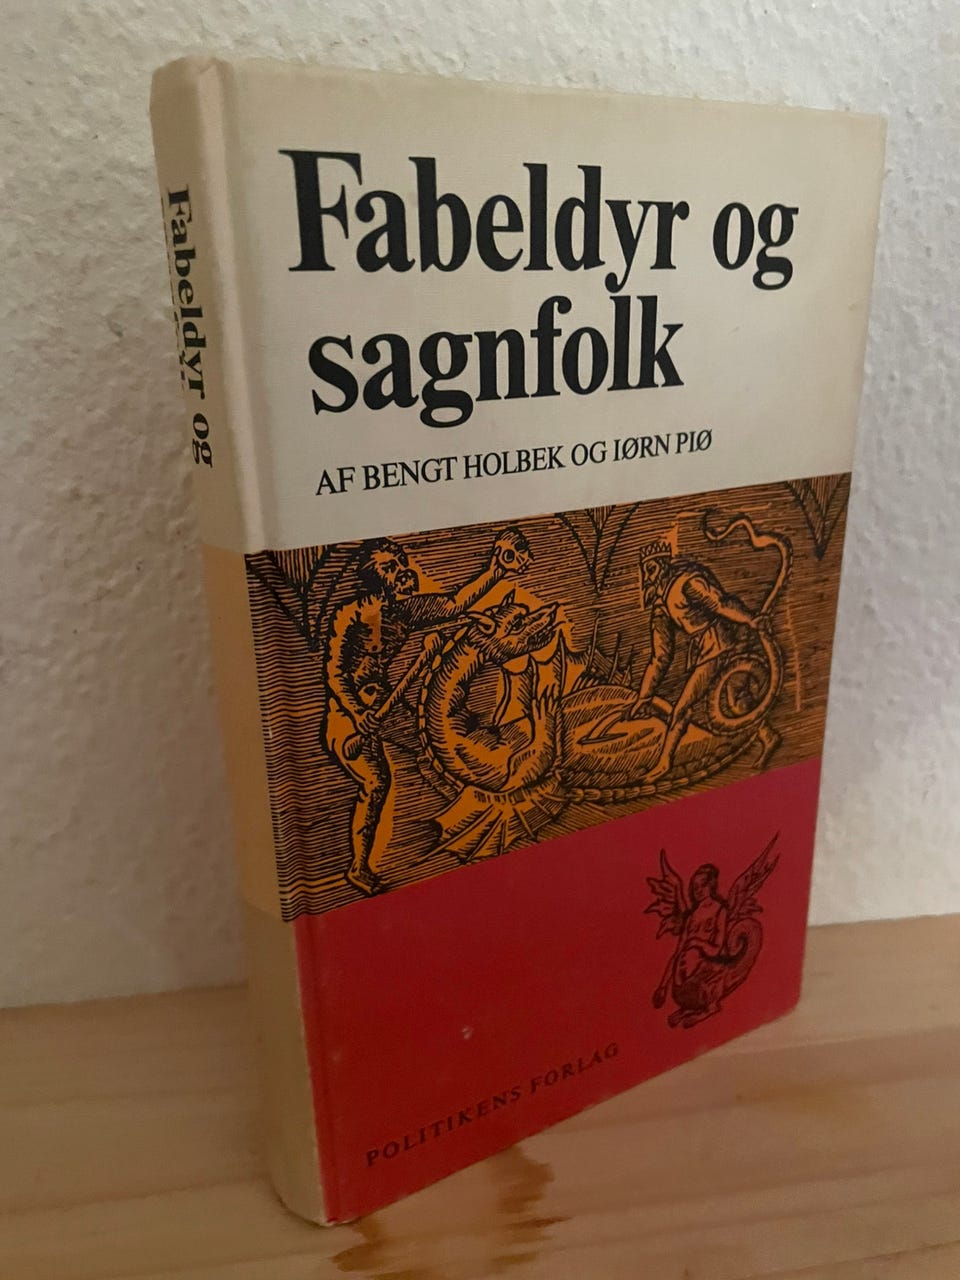 Fabeldyr og
sagnfolk
AF BENGT HOLBEK OG IØRN PIØ
POLITIKENS FORLAG
Fabeldyr og